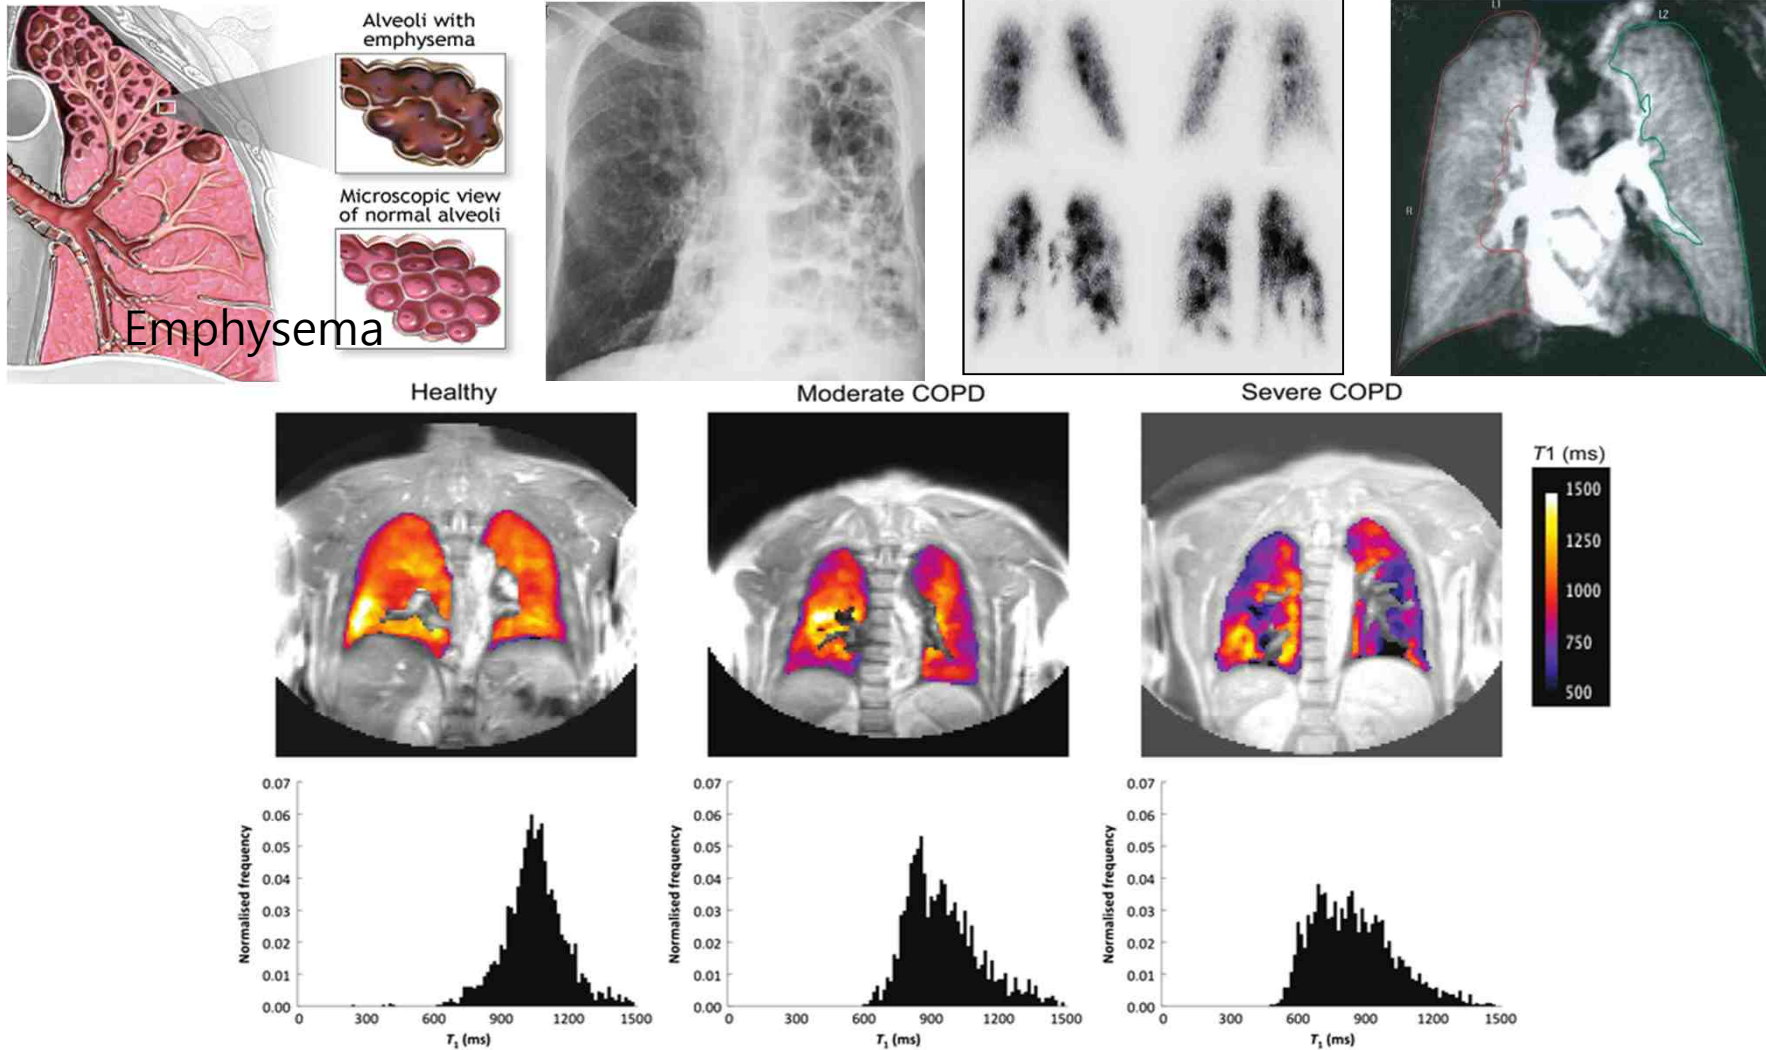 Alveoli with
emphysema
Microscopic view
of normal alveoli
Emphysema
L1
L2
R
Healthy
Moderate COPD
Severe COPD
T1 (ms)
1500
1250
1000
750
500
Normalised frequency
0.07
0.06
0.05
0.04
0.03
0.02
0.01
0.00
0 300 600 900 1200 1500
T1 (ms)
Normalised frequency
0.07
0.06
0.05
0.04
0.03
0.02
0.01
0.00
0 300 600 900 1200 1500
T1 (ms)
Normalised frequency
0.07
0.06
0.05
0.04
0.03
0.02
0.01
0.00
0 300 600 900 1200 1500
T1 (ms)